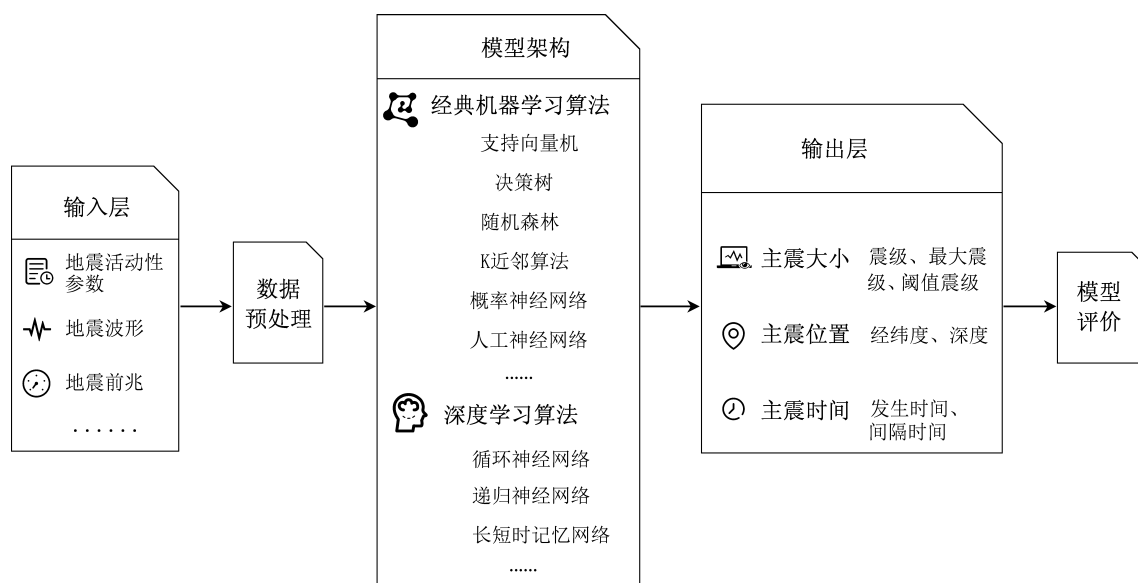 输入层
地震活动性
参数
地震波形
地震前兆
......
数据
预处理
模型架构
经典机器学习算法
支持向量机
决策树
随机森林
K近邻算法
概率神经网络
人工神经网络
......
深度学习算法
循环神经网络
递归神经网络
长短时记忆网络
......
输出层
主震大小
震级、最大震
级、阈值震级
主震位置
经纬度、深度
主震时间
发生时间、
间隔时间
模型
评价